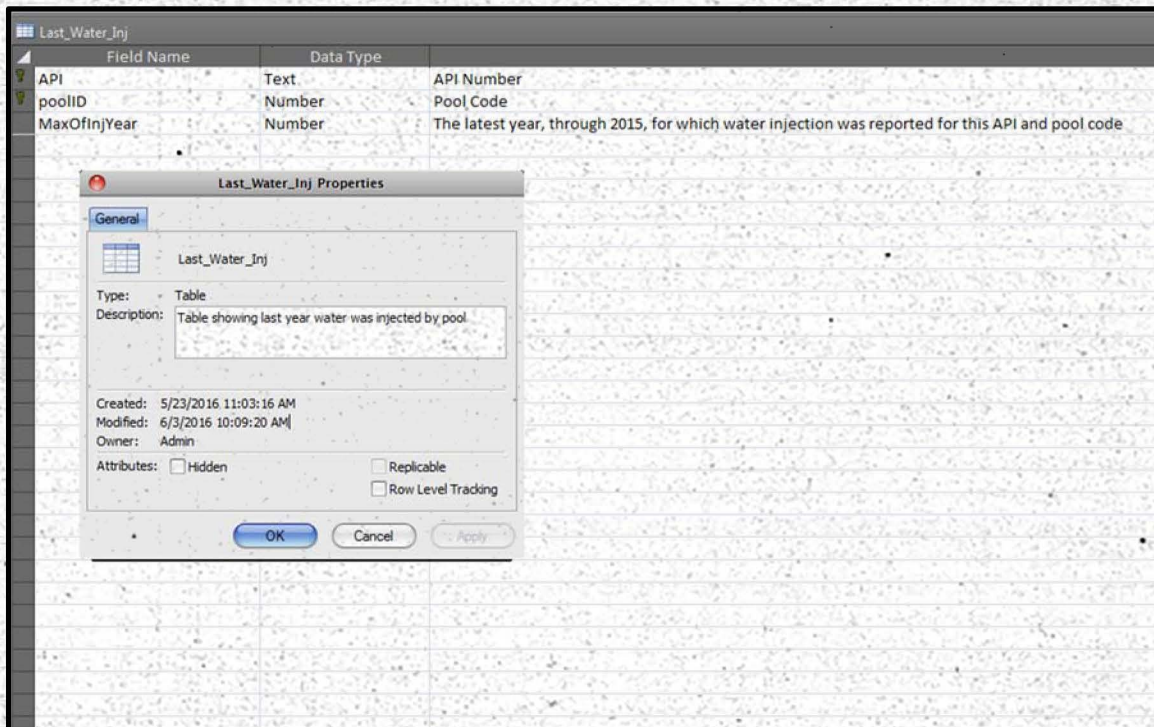 Last_Water_Inj
Field Name Data Type
API Text API Number
poolID Number Pool Code
MaxOfInjYear Number The latest year, through 2015, for which water injection was reported for this API and pool code
Last_Water_Inj Properties
General
Last_Water_Inj
Type: Table
Description: Table showing last year water was injected by pool
Created: 5/23/2016 11:03:16 AM
Modified: 6/3/2016 10:09:20 AM
Owner: Admin
Attributes: Hidden Replicable
Row Level Tracking
OK Cancel Apply